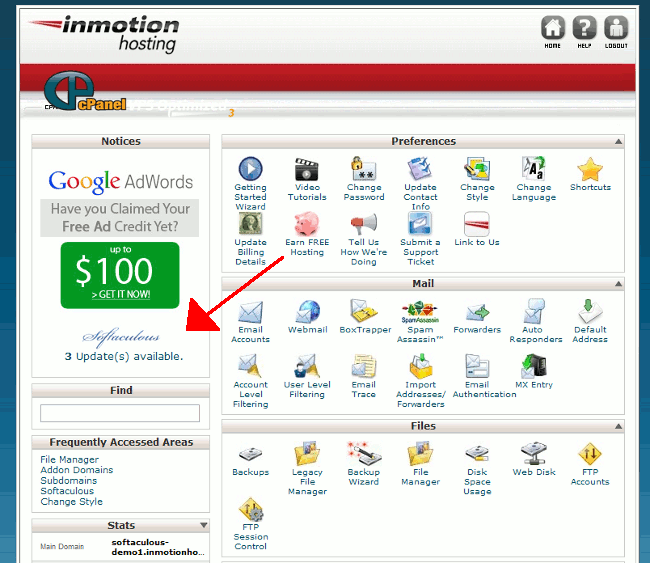 inmotion
hosting
HOME HELP LOGOUT
cPanel
3
Notices
Google AdWords
Have you Claimed Your
Free Ad Credit Yet?
up to
$100
> GET IT NOW!
Softaculous
3 Update(s) available.
Find
Frequently Accessed Areas
File Manager
Addon Domains
Subdomains
Softaculous
Change Style
Stats
Main Domain softaculous-
demo1.inmotionho...
Preferences
Getting
Started
Wizard
Video
Tutorials
Change
Password
Update
Contact
Info
Change
Style
Change
Language
Shortcuts
Update
Billing
Details
Earn FREE
Hosting
Tell Us
How We're
Doing
Submit a
Support
Ticket
Link to Us
Mail
Email
Accounts
Webmail
BoxTrapper
SpamAssassin
Spam
Assassin™
Forwarders
Auto
Responders
Default
Address
Account
Level
Filtering
User Level
Filtering
Email
Trace
Import
Addresses/
Forwarders
Email
Authentication
MX Entry
Files
Backups
Legacy
File
Manager
Backup
Wizard
File
Manager
Disk
Space
Usage
Web Disk
FTP
Accounts
FTP
Session
Control